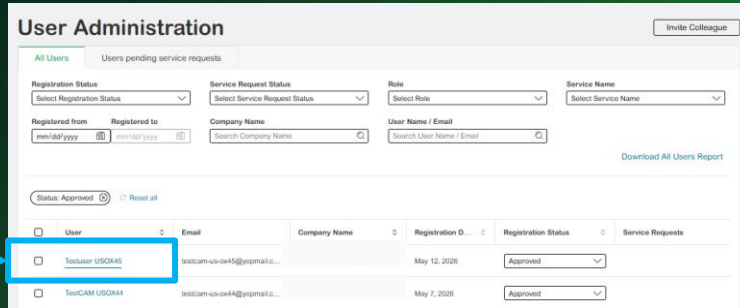 User Administration
Invite Colleague
All Users Users pending service requests
Registration Status Service Request Status Role Service Name
Select Registration Status Select Service Request Status Select Role Select Service Name
Registered from Registered to Company Name User Name / Email
mm/dd/yyyy mm/dd/yyyy Search Company Name Search User Name / Email
Download All Users Report
Status: Approved Reset all
User Email Company Name Registration D... Registration Status Service Requests
Testuser USOX45 testcam-us-ox45@yopmail.c... May 12, 2026 Approved
TestCAM USOX44 testcam-us-ox44@yopmail.c... May 7, 2026 Approved